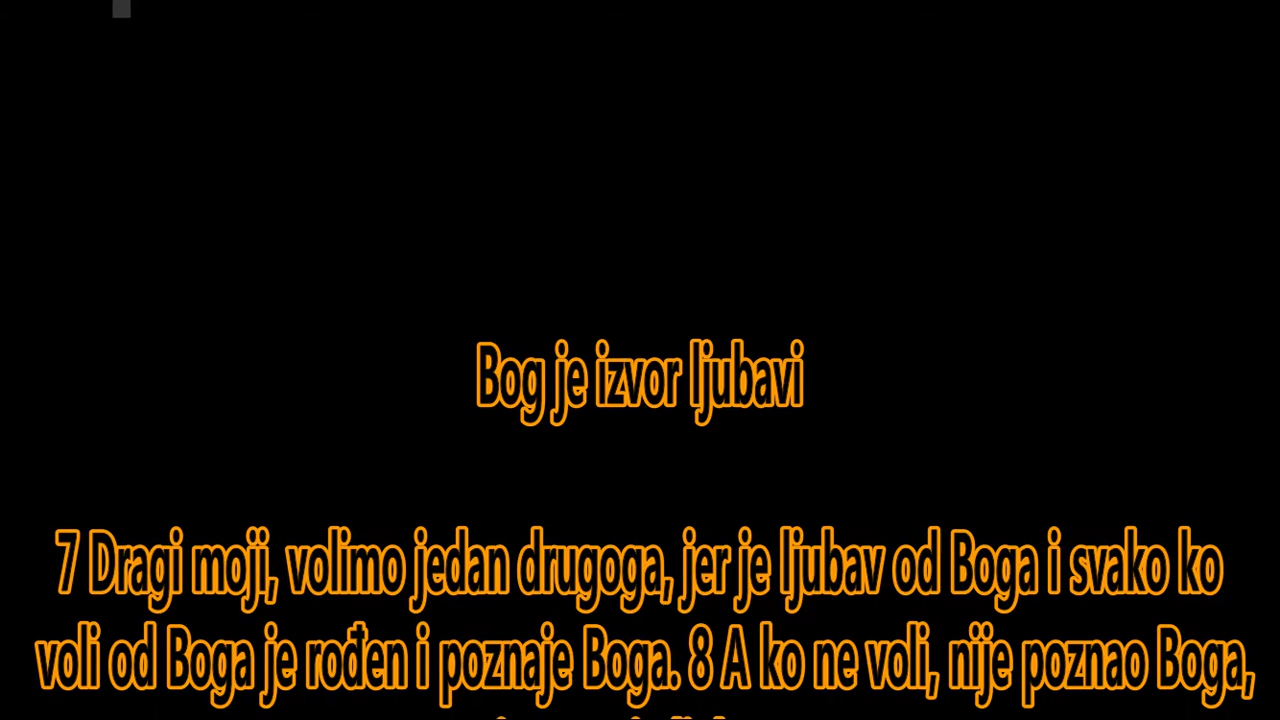 Bog je izvor ljubavi
7 Dragi moji, volimo jedan drugoga, jer je ljubav od Boga i svako ko
voli od Boga je rođen i poznaje Boga. 8 A ko ne voli, nije poznao Boga,